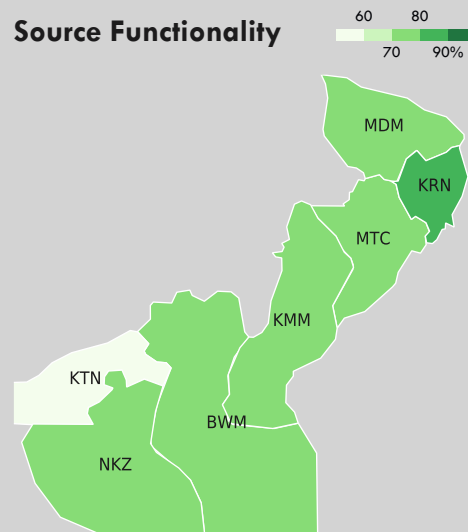 Source Functionality
60 80
70 90%
MDM
KRN
MTC
KMM
KTN
BWM
NKZ